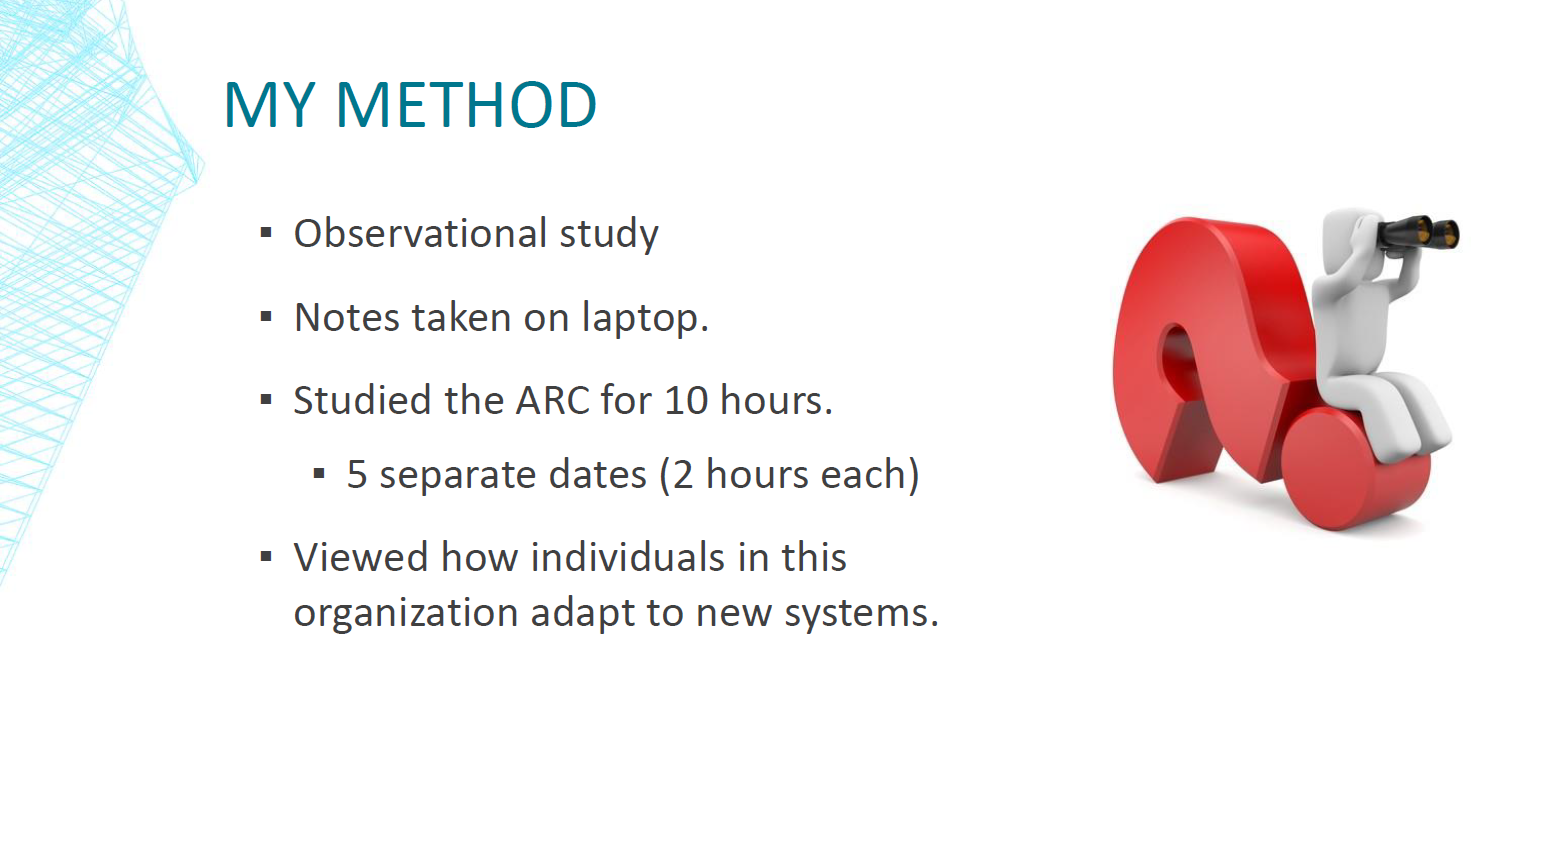 MY METHOD
▪ Observational study
▪ Notes taken on laptop.
▪ Studied the ARC for 10 hours.
▪ 5 separate dates (2 hours each)
▪ Viewed how individuals in this
organization adapt to new systems.